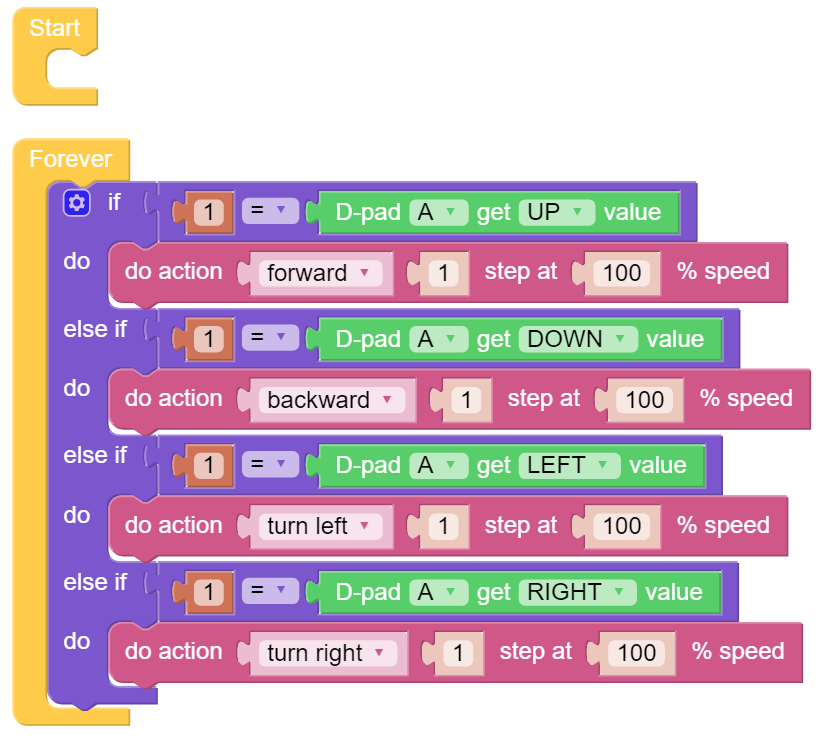 Start
Forever
if 1 = D-pad A get UP value
do do action forward 1 step at 100 % speed
else if 1 = D-pad A get DOWN value
do do action backward 1 step at 100 % speed
else if 1 = D-pad A get LEFT value
do do action turn left 1 step at 100 % speed
else if 1 = D-pad A get RIGHT value
do do action turn right 1 step at 100 % speed